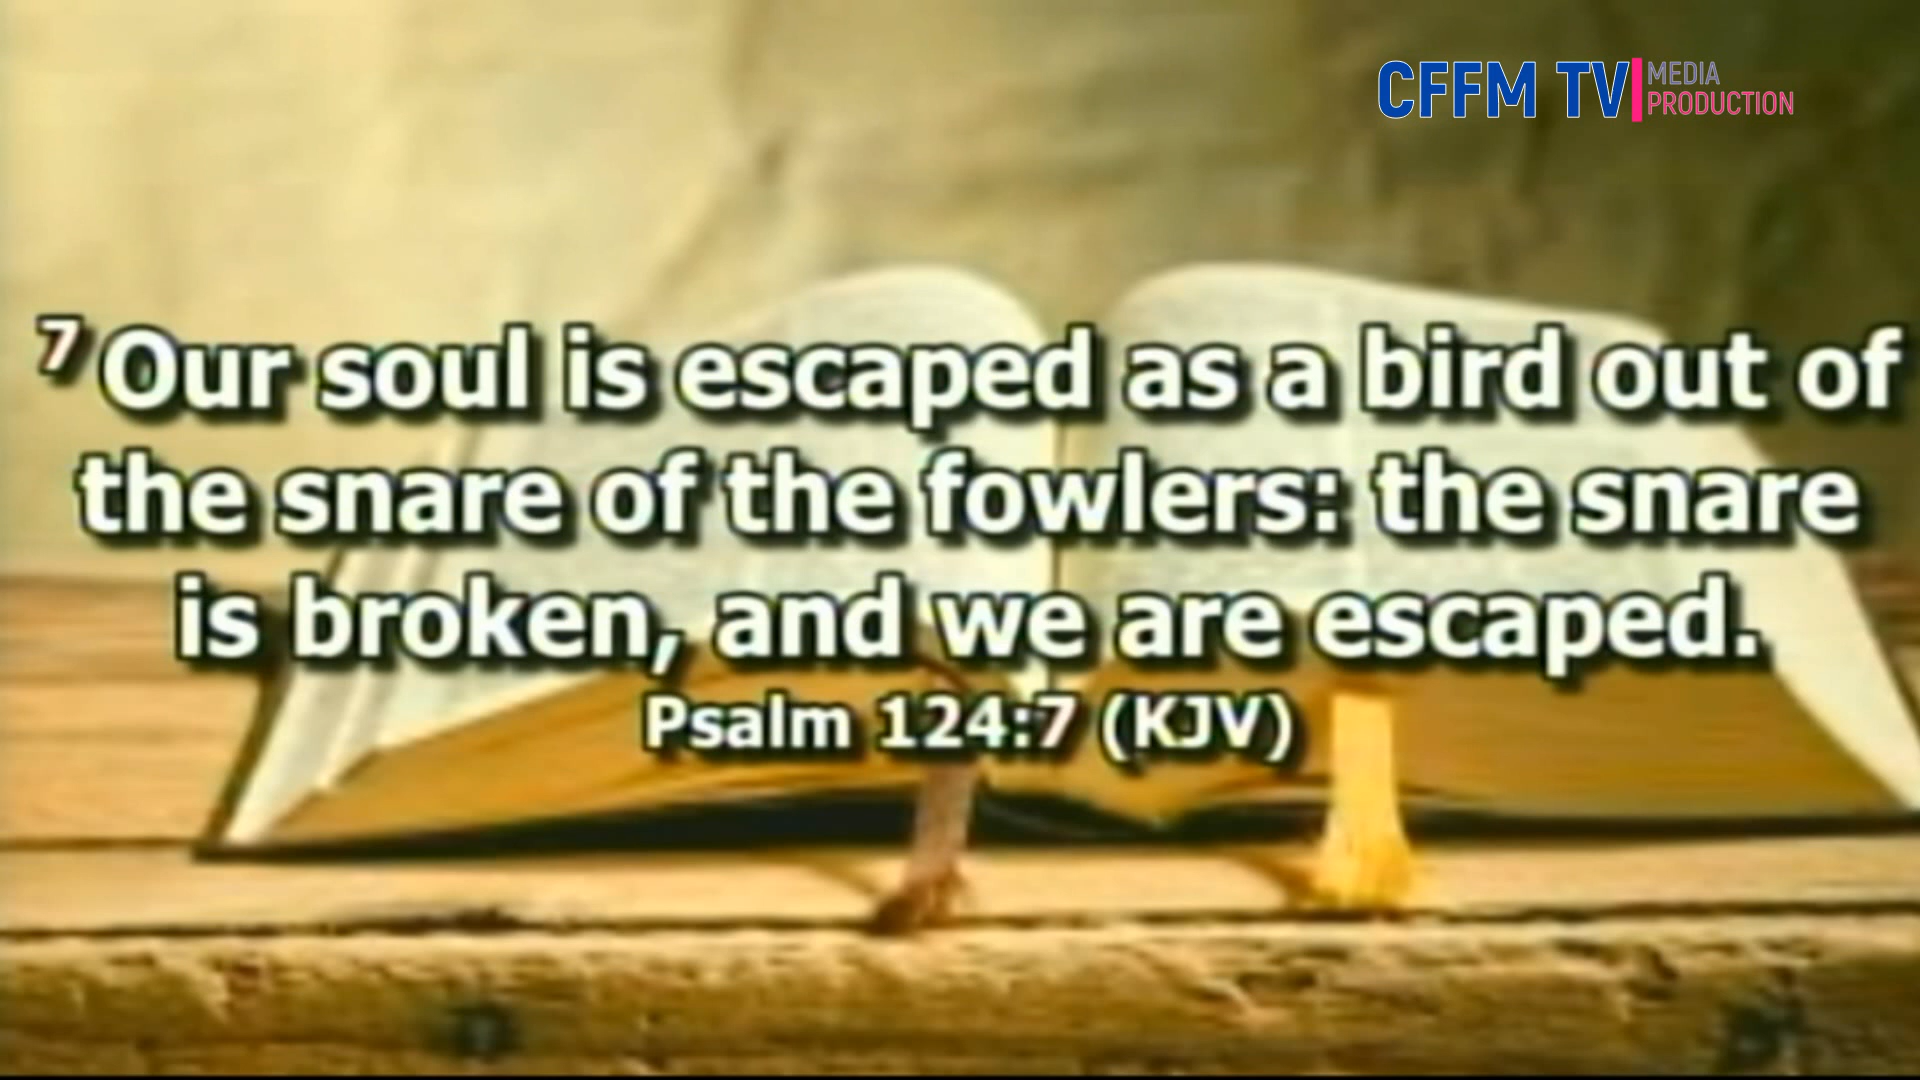 CFFM TV MEDIA
PRODUCTION
7 Our soul is escaped as a bird out of
the snare of the fowlers: the snare
is broken, and we are escaped.
Psalm 124:7 (KJV)